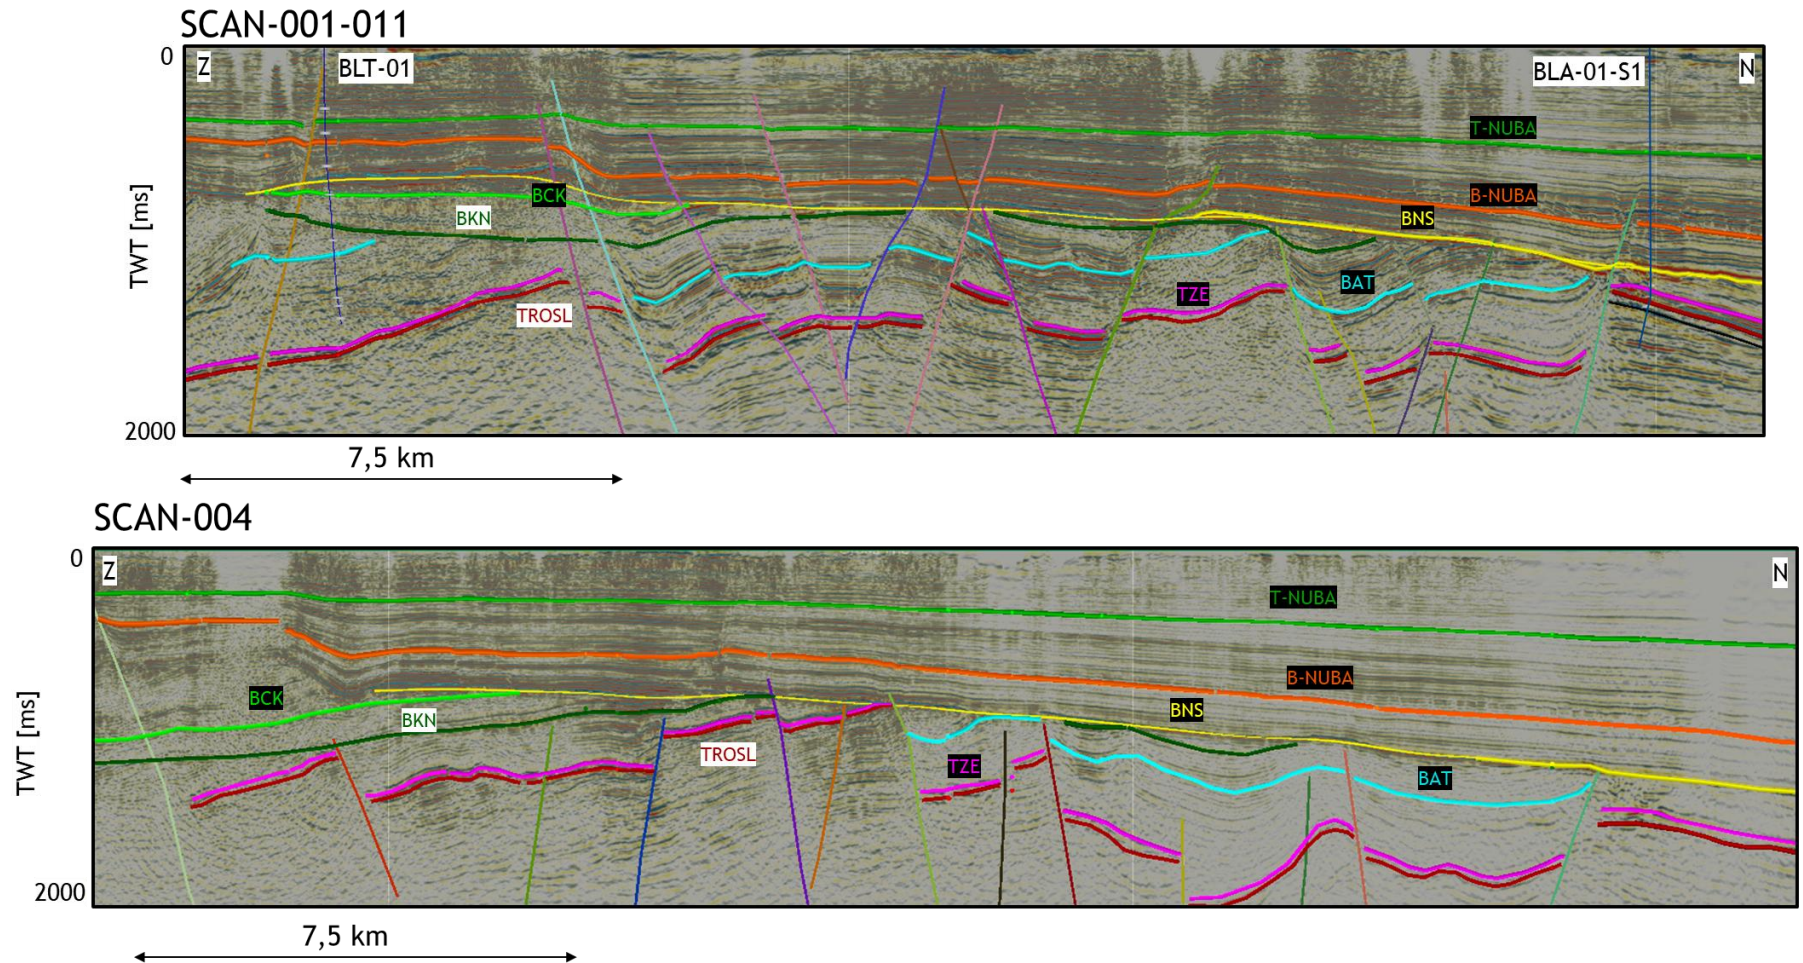 SCAN-001-011
0
Z
BLT-01
BLA-01-S1
N
T-NUBA
BCK
B-NUBA
BKN
BNS
TWT [ms]
BAT
TZE
TROSL
2000
7,5 km
SCAN-004
0
Z
N
T-NUBA
B-NUBA
BCK
BNS
BKN
TWT [ms]
TROSL
TZE
BAT
2000
7,5 km